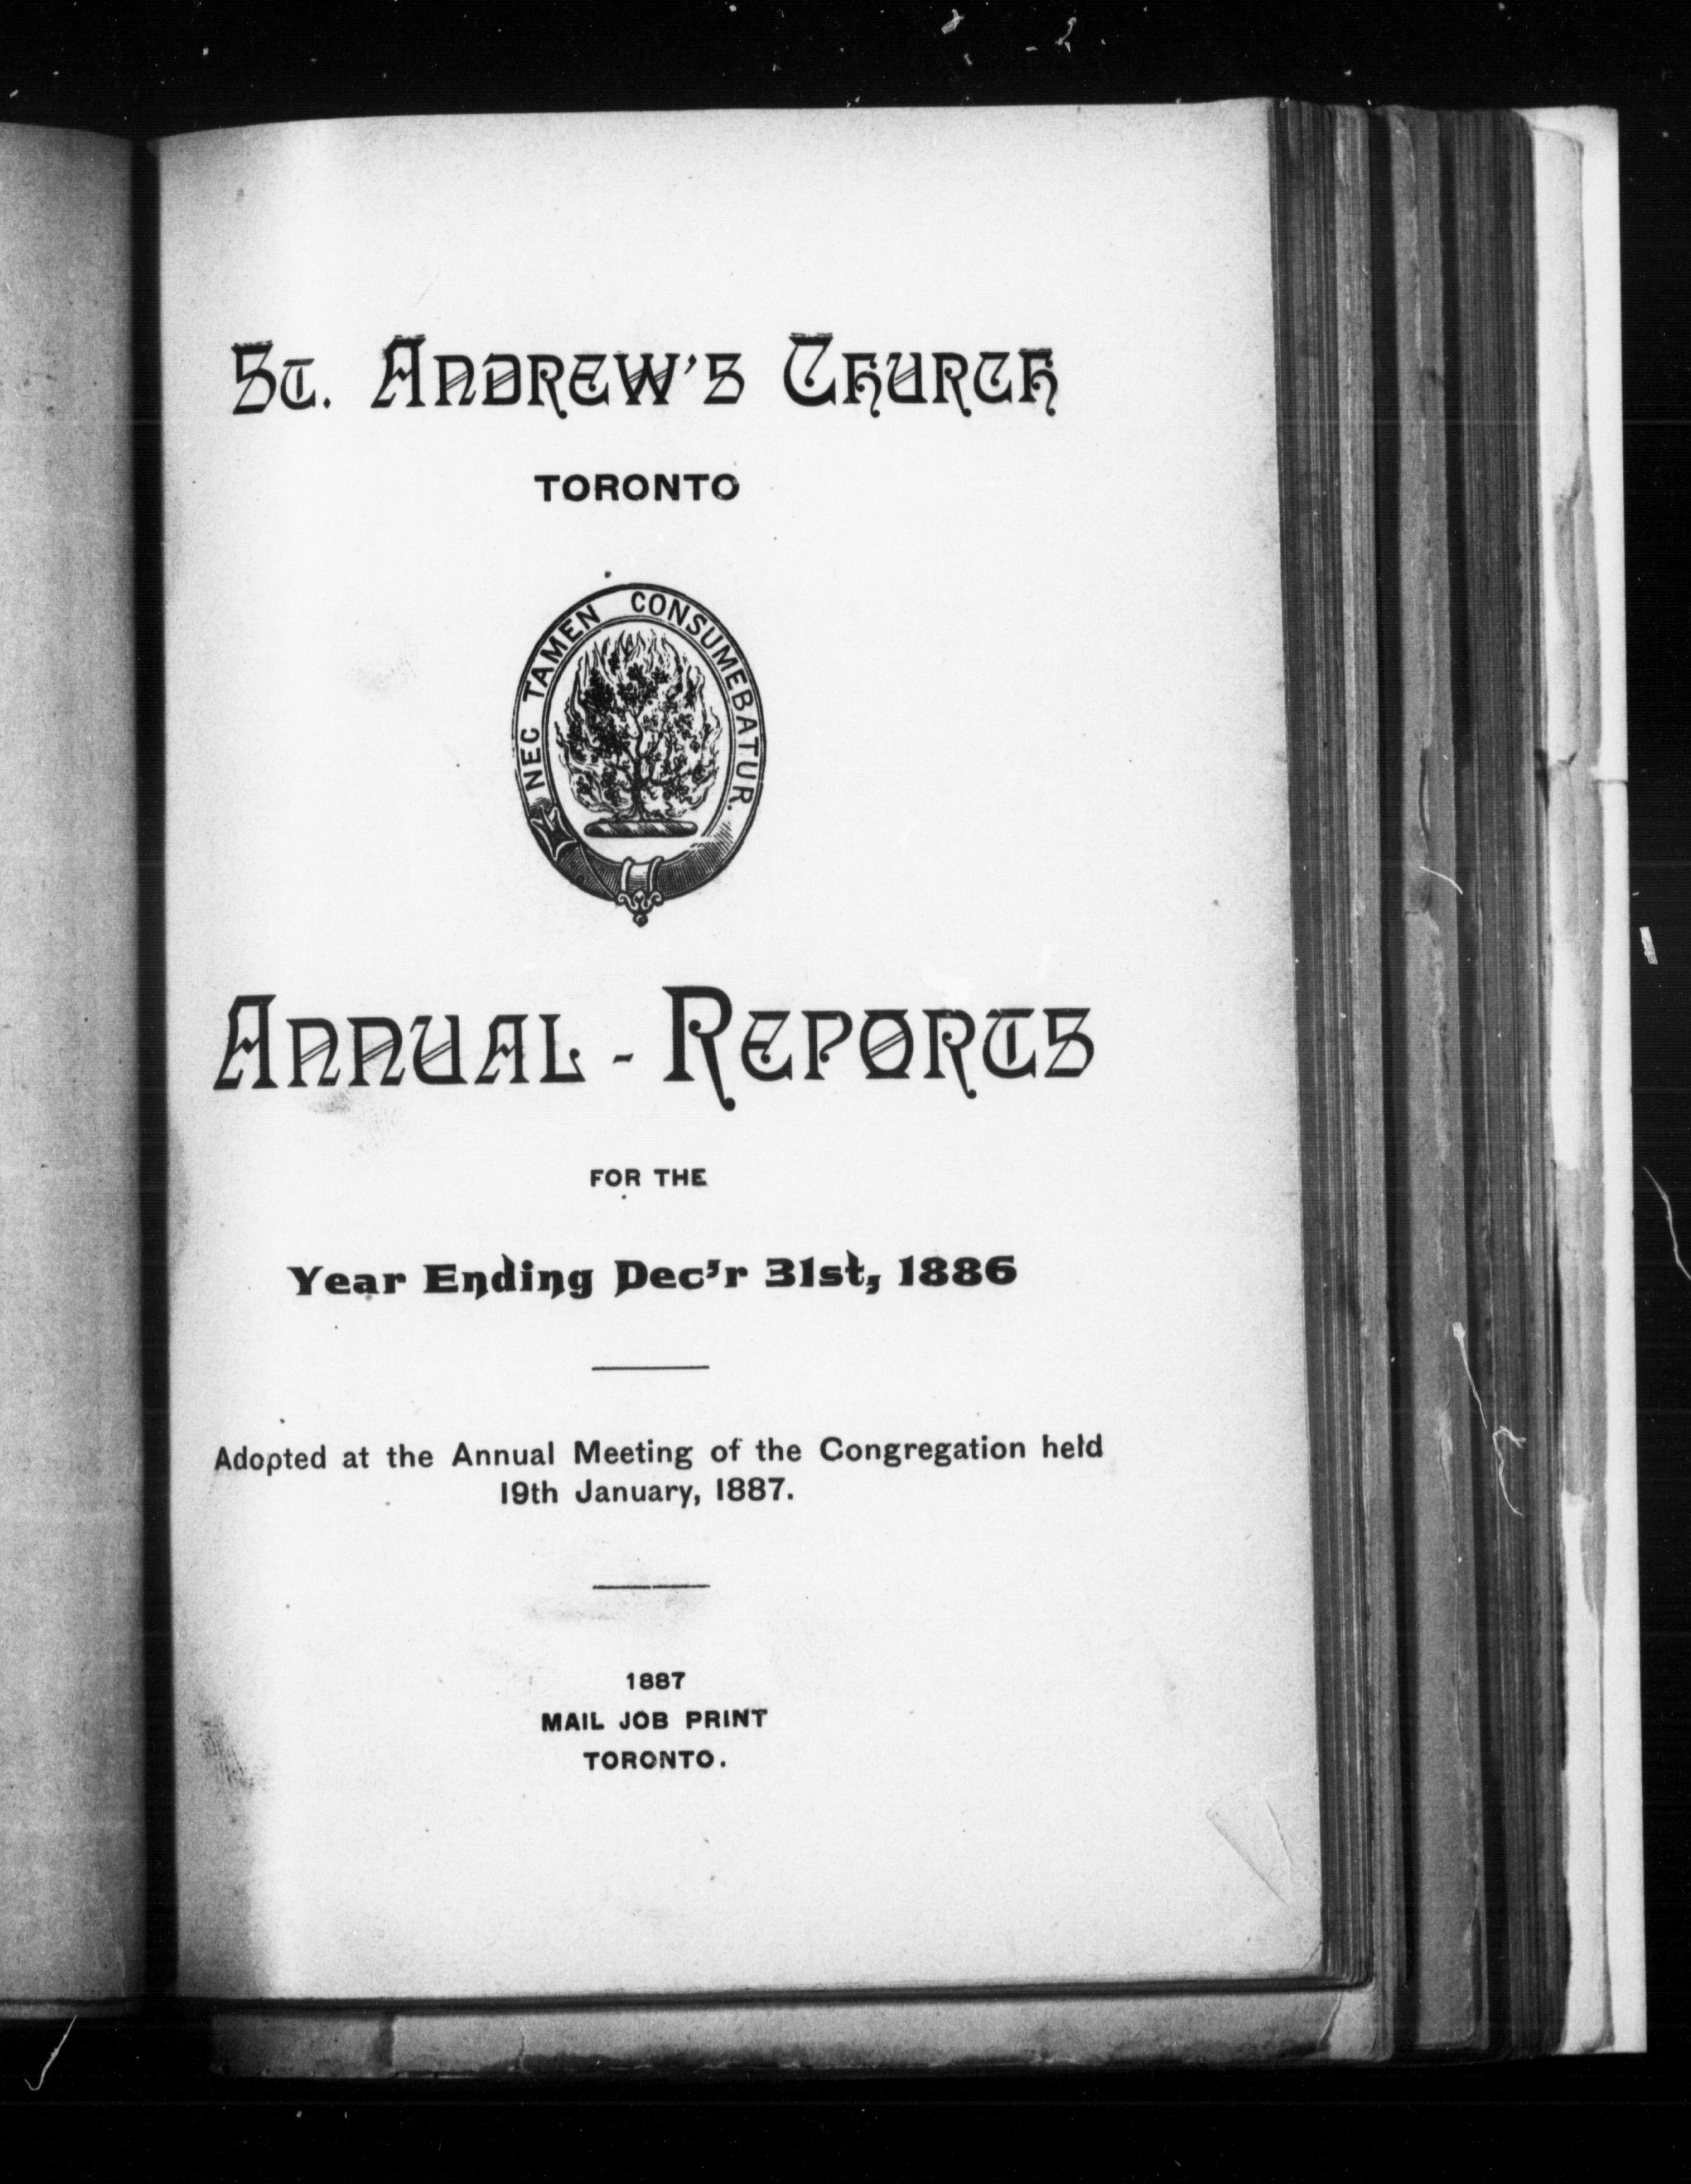 St. Andrew's Church
TORONTO
NEC TAMEN CONSUMEBATUR.
Annual - Reports
FOR THE
Year Ending Dec'r 31st, 1886
Adopted at the Annual Meeting of the Congregation held
19th January, 1887.
1887
MAIL JOB PRINT
TORONTO.